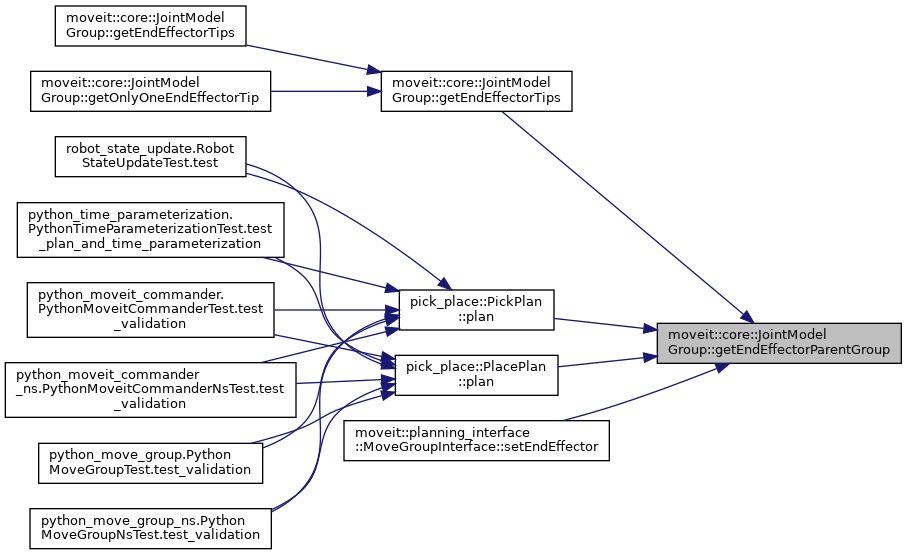 moveit::core::JointModel
Group::getEndEffectorTips
moveit::core::JointModel
Group::getOnlyOneEndEffectorTip
moveit::core::JointModel
Group::getEndEffectorTips
robot_state_update.Robot
StateUpdateTest.test
python_time_parameterization.
PythonTimeParameterizationTest.test
_plan_and_time_parameterization
python_moveit_commander.
PythonMoveitCommanderTest.test
_validation
python_moveit_commander
_ns.PythonMoveitCommanderNsTest.test
_validation
python_move_group.Python
MoveGroupTest.test_validation
python_move_group_ns.Python
MoveGroupNsTest.test_validation
pick_place::PickPlan
::plan
pick_place::PlacePlan
::plan
moveit::planning_interface
::MoveGroupInterface::setEndEffector
moveit::core::JointModel
Group::getEndEffectorParentGroup